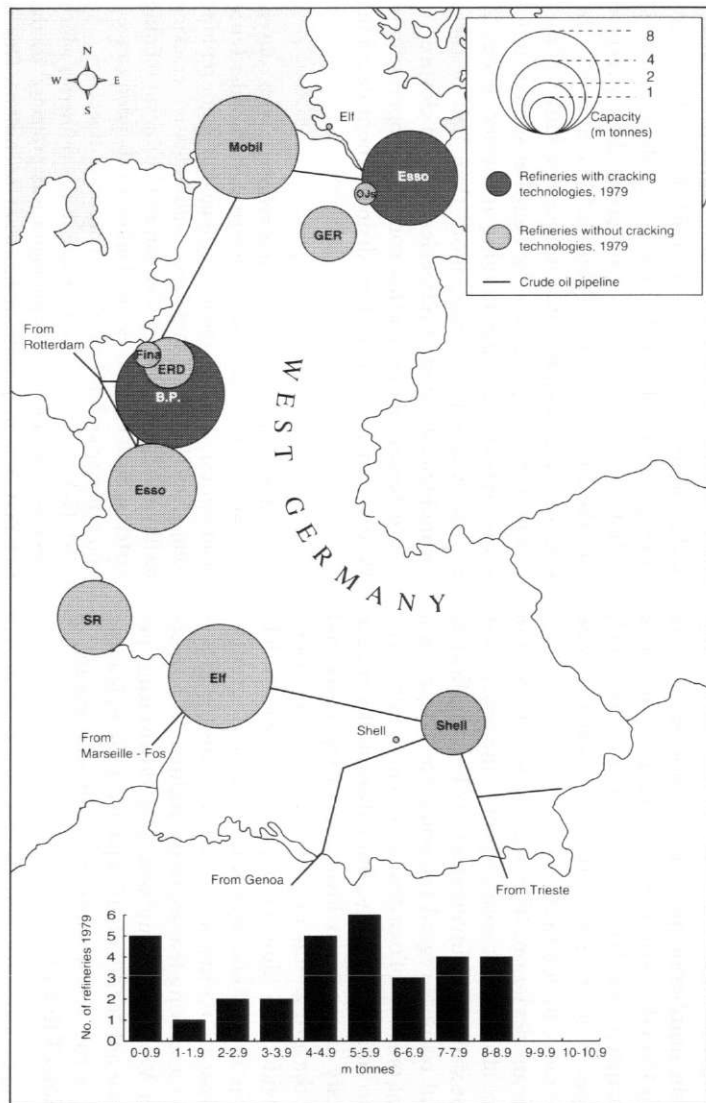 N
W E
S
8
4
2
1
Capacity
(m tonnes)
Refineries with cracking
technologies, 1979
Refineries without cracking
technologies, 1979
Crude oil pipeline
Elf
Mobil
Esso
OJs
GER
From
Rotterdam
Fina
ERD
B.P.
Esso
WEST GERMANY
SR
Elf
Shell
Shell
From
Marseille - Fos
From Genoa
From Trieste
No. of refineries 1979
6
5
4
3
2
1
0
0-0.9 1-1.9 2-2.9 3-3.9 4-4.9 5-5.9 6-6.9 7-7.9 8-8.9 9-9.9 10-10.9
m tonnes